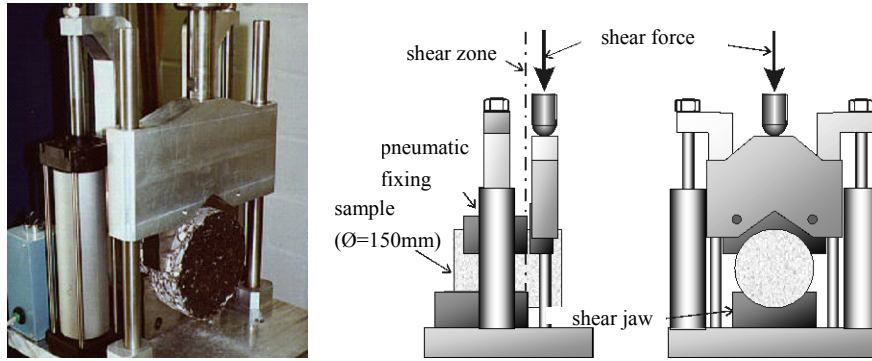 shear zone
shear force
pneumatic
fixing
sample
(Ø=150mm)
shear jaw